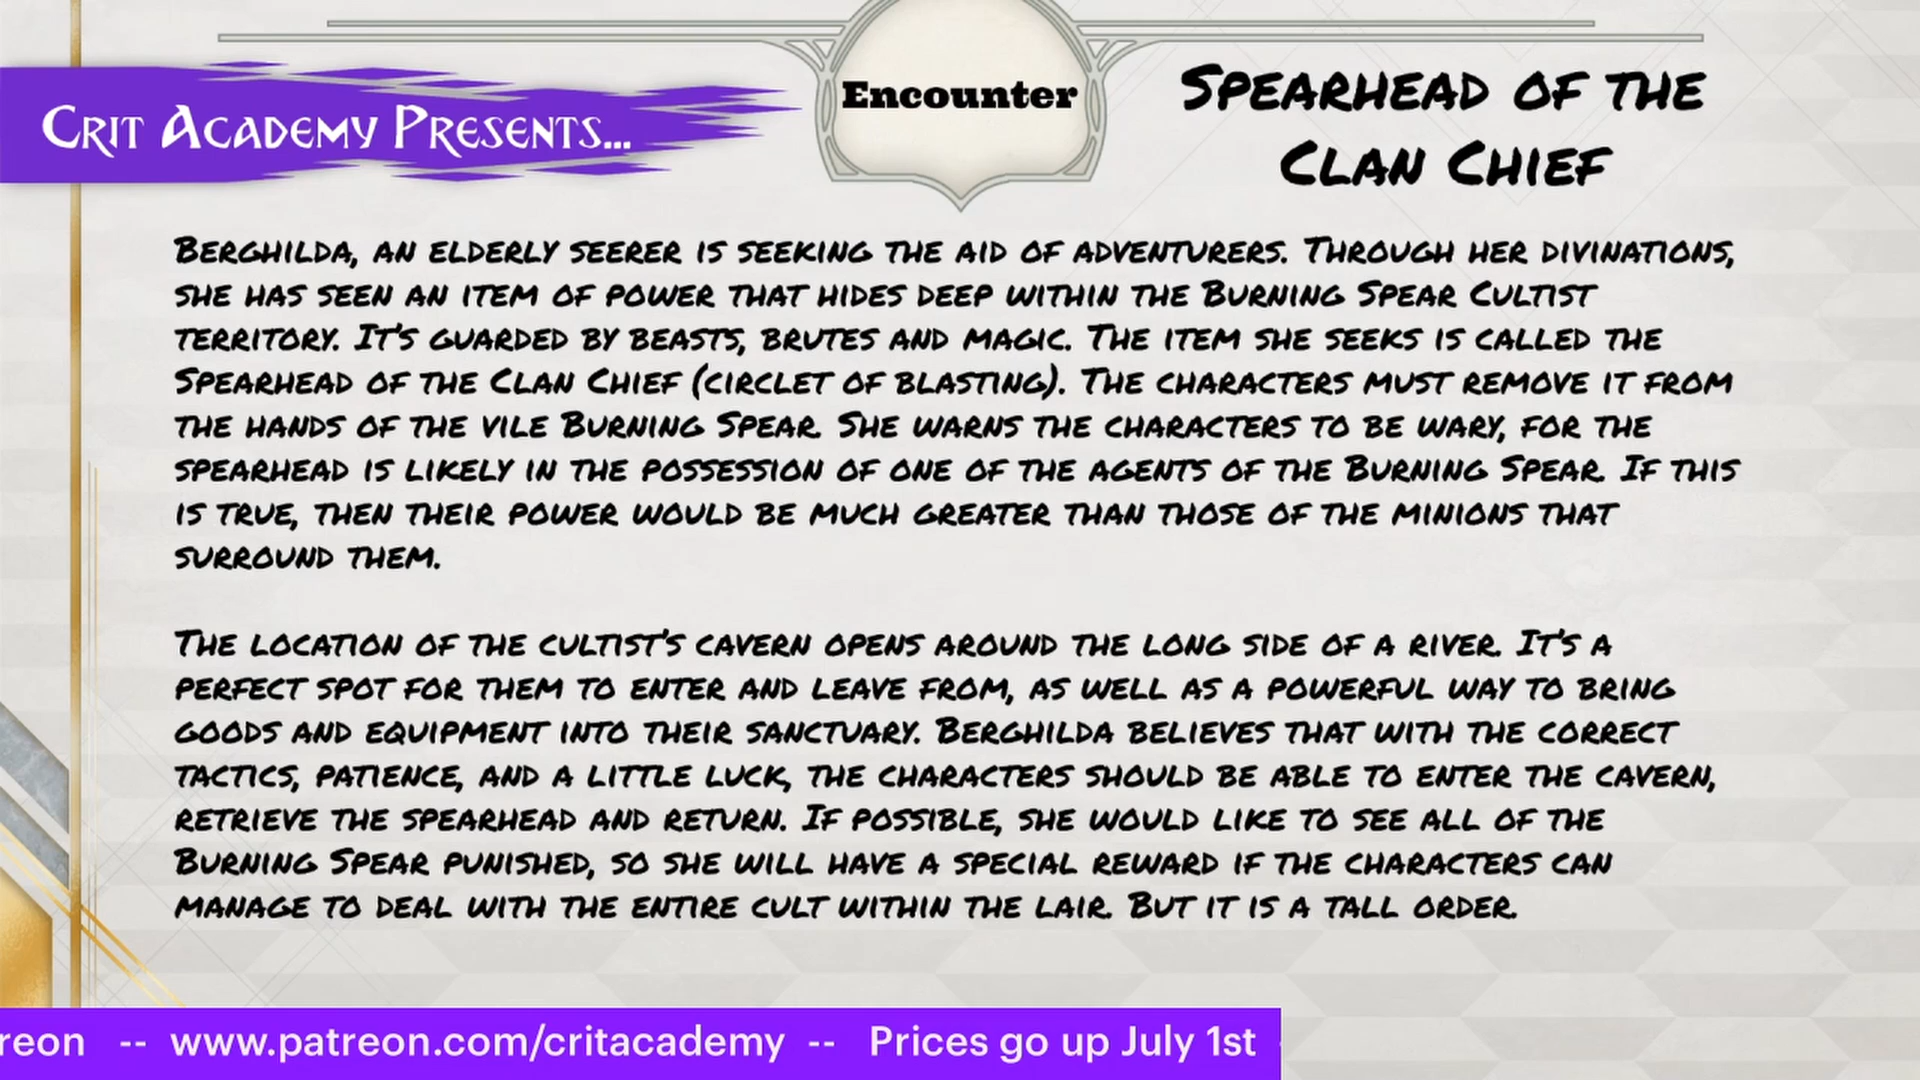 Crit Academy Presents...
Encounter
Spearhead of the
Clan Chief
Berghilda, an elderly seerer is seeking the aid of adventurers. Through her divinations,
she has seen an item of power that hides deep within the Burning Spear Cultist
territory. It's guarded by beasts, brutes and magic. The item she seeks is called the
Spearhead of the Clan Chief (circlet of blasting). The characters must remove it from
the hands of the vile Burning Spear. She warns the characters to be wary, for the
spearhead is likely in the possession of one of the agents of the Burning Spear. If this
is true, then their power would be much greater than those of the minions that
surround them.
The location of the cultist's cavern opens around the long side of a river. It's a
perfect spot for them to enter and leave from, as well as a powerful way to bring
goods and equipment into their sanctuary. Berghilda believes that with the correct
tactics, patience, and a little luck, the characters should be able to enter the cavern,
retrieve the spearhead and return. If possible, she would like to see all of the
Burning Spear punished, so she will have a special reward if the characters can
manage to deal with the entire cult within the lair. But it is a tall order.
reon -- www.patreon.com/critacademy -- Prices go up July 1st